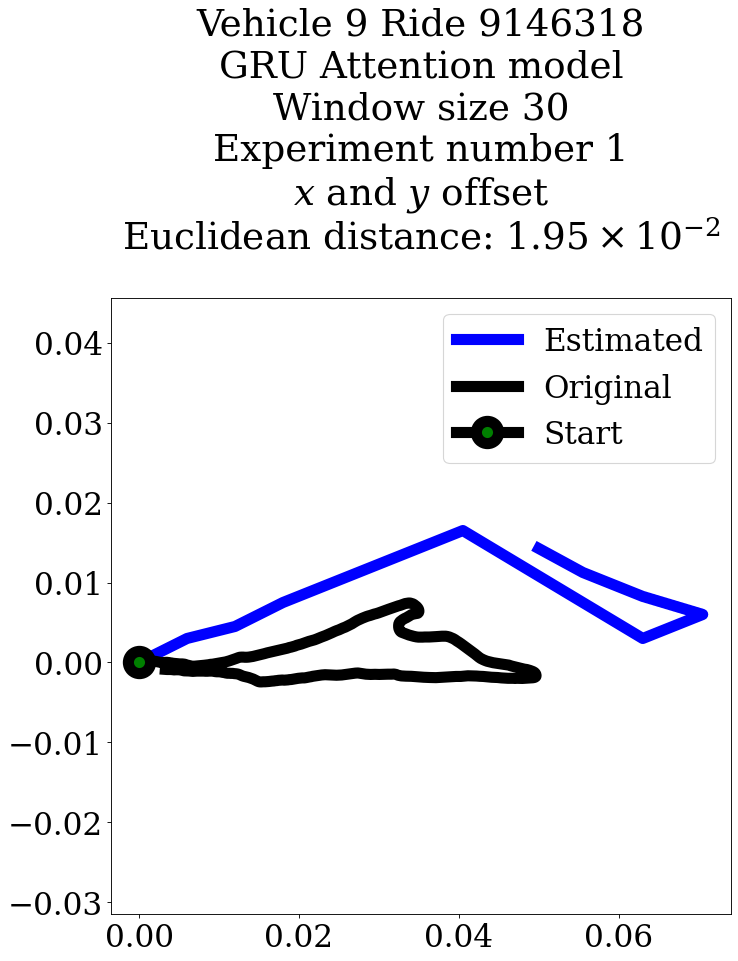 Vehicle 9 Ride 9146318
GRU Attention model
Window size 30
Experiment number 1
x and y offset
Euclidean distance: 1.95 × 10⁻²
Estimated
Original
Start
0.04
0.03
0.02
0.01
0.00
−0.01
−0.02
−0.03
0.00 0.02 0.04 0.06